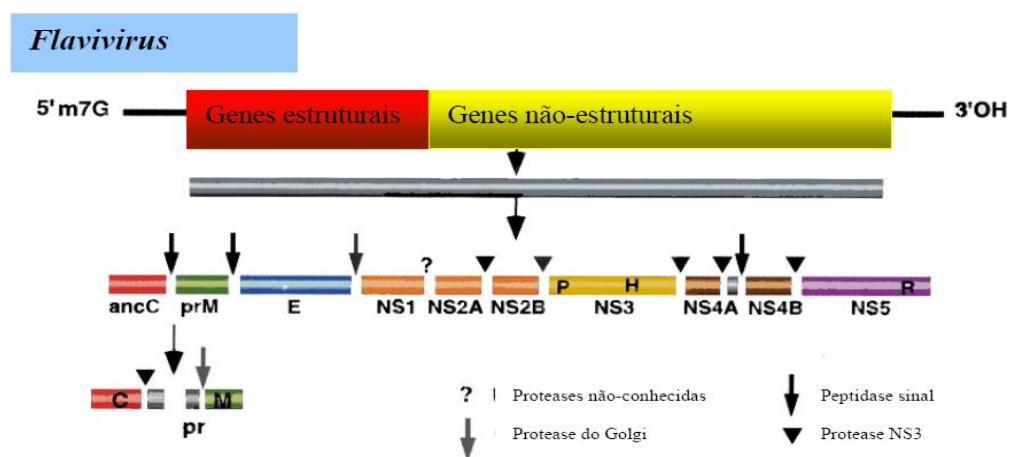 Flavivirus
5'm7G Genes estruturais Genes não-estruturais 3'OH
?
P H R
ancC prM E NS1 NS2A NS2B NS3 NS4A NS4B NS5
C M
pr
? Proteases não-conhecidas Peptidase sinal
Protease do Golgi Protease NS3